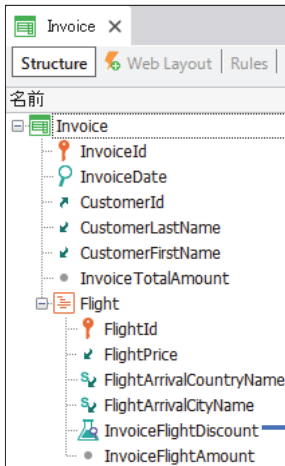 Invoice
Structure Web Layout Rules
名前
Invoice
InvoiceId
InvoiceDate
CustomerId
CustomerLastName
CustomerFirstName
InvoiceTotalAmount
Flight
FlightId
FlightPrice
FlightArrivalCountryName
FlightArrivalCityName
InvoiceFlightDiscount
InvoiceFlightAmount